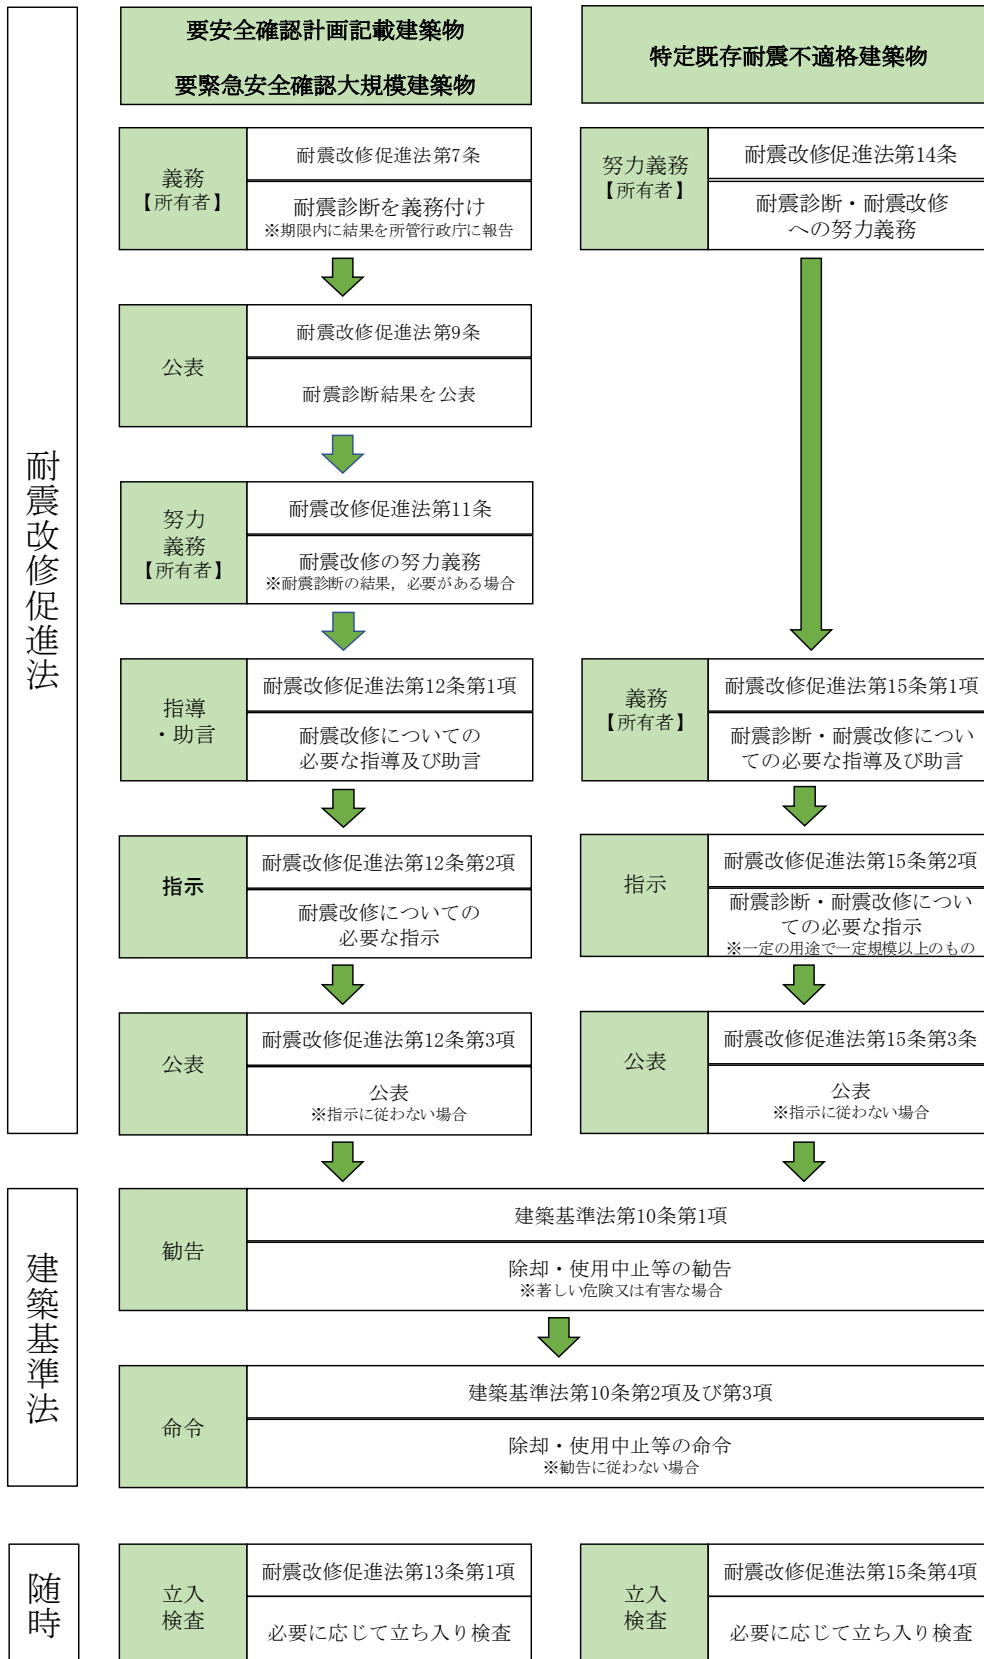 要安全確認計画記載建築物
要緊急安全確認大規模建築物
特定既存耐震不適格建築物
耐震改修促進法
義務
【所有者】
耐震改修促進法第7条
耐震診断を義務付け
※期限内に結果を所管行政庁に報告
努力義務
【所有者】
耐震改修促進法第14条
耐震診断・耐震改修
への努力義務
公表
耐震改修促進法第9条
耐震診断結果を公表
努力
義務
【所有者】
耐震改修促進法第11条
耐震改修の努力義務
※耐震診断の結果，必要がある場合
指導
・助言
耐震改修促進法第12条第1項
耐震改修についての
必要な指導及び助言
義務
【所有者】
耐震改修促進法第15条第1項
耐震診断・耐震改修につい
ての必要な指導及び助言
指示
耐震改修促進法第12条第2項
耐震改修についての
必要な指示
指示
耐震改修促進法第15条第2項
耐震診断・耐震改修につい
ての必要な指示
※一定の用途で一定規模以上のもの
公表
耐震改修促進法第12条第3項
公表
※指示に従わない場合
公表
耐震改修促進法第15条第3条
公表
※指示に従わない場合
建築基準法
勧告
建築基準法第10条第1項
除却・使用中止等の勧告
※著しい危険又は有害な場合
命令
建築基準法第10条第2項及び第3項
除却・使用中止等の命令
※勧告に従わない場合
随時
立入
検査
耐震改修促進法第13条第1項
必要に応じて立ち入り検査
立入
検査
耐震改修促進法第15条第4項
必要に応じて立ち入り検査